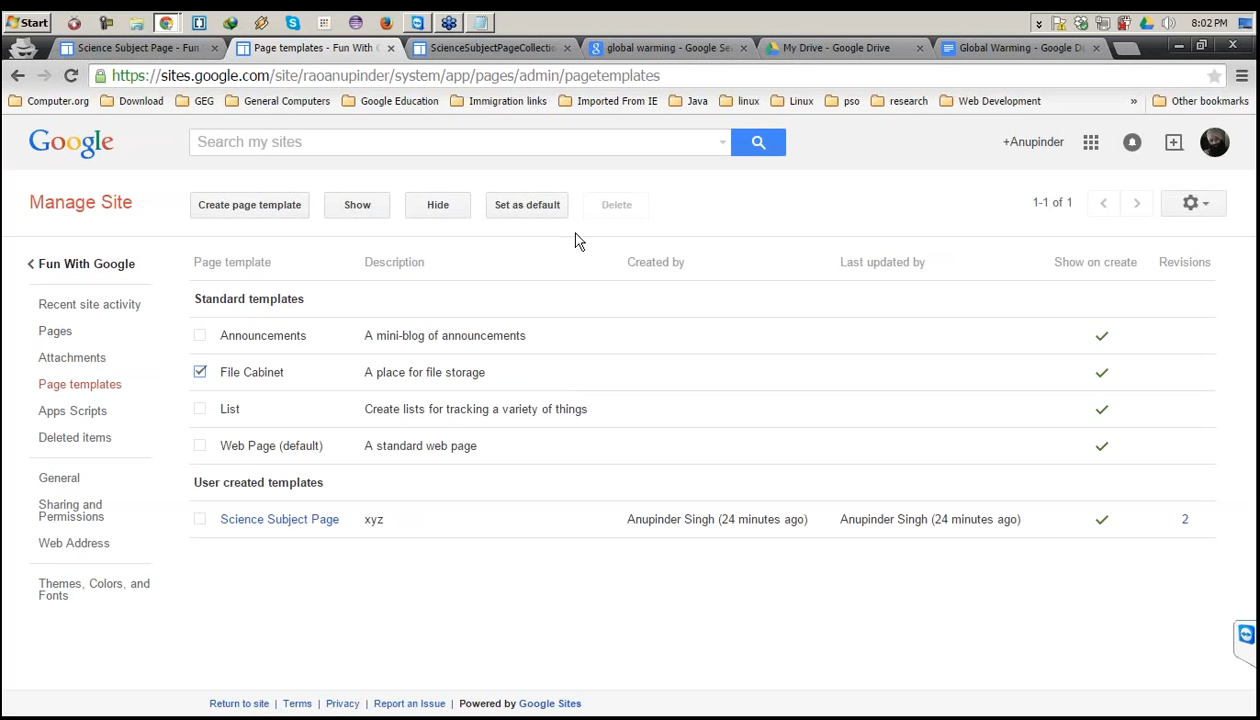 Start
8:02 PM
Science Subject Page - Fun
Page templates - Fun With
ScienceSubjectPageCollecti
global warming - Google Se
My Drive - Google Drive
Global Warming - Google D
https://sites.google.com/site/raoanupinder/system/app/pages/admin/pagetemplates
Computer.org Download GEG General Computers Google Education Immigration links Imported From IE Java linux Linux pso research Web Development » Other bookmarks
Google
Search my sites
+Anupinder
Manage Site
Create page template Show Hide Set as default Delete
1-1 of 1
Fun With Google
Recent site activity
Pages
Attachments
Page templates
Apps Scripts
Deleted items
General
Sharing and
Permissions
Web Address
Themes, Colors, and
Fonts
Page template Description Created by Last updated by Show on create Revisions
Standard templates
Announcements A mini-blog of announcements
File Cabinet A place for file storage
List Create lists for tracking a variety of things
Web Page (default) A standard web page
User created templates
Science Subject Page xyz Anupinder Singh (24 minutes ago) Anupinder Singh (24 minutes ago) 2
Return to site | Terms | Privacy | Report an Issue | Powered by Google Sites